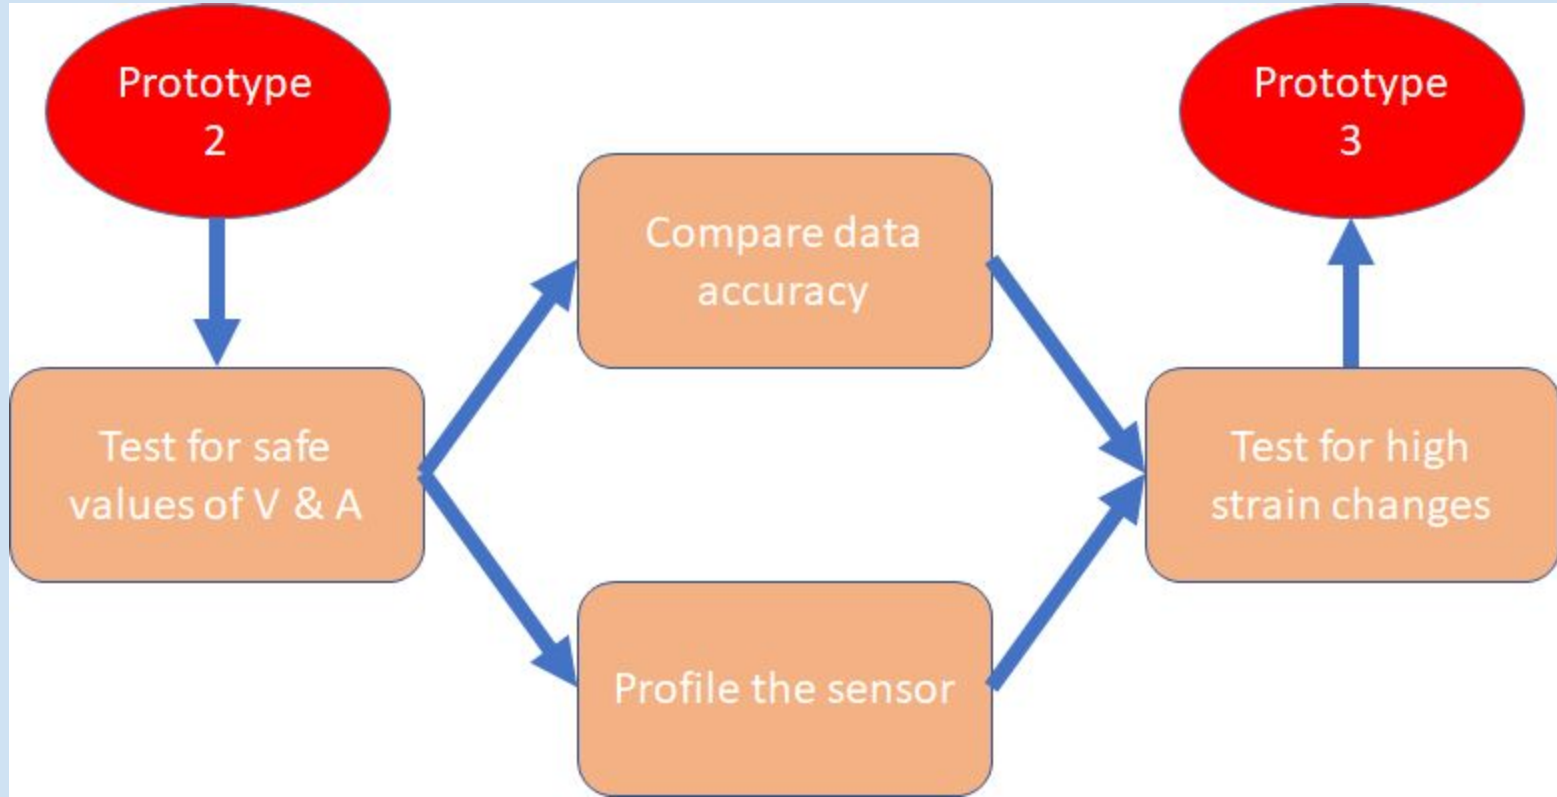 Prototype
2
Prototype
3
Compare data
accuracy
Test for safe
values of V & A
Test for high
strain changes
Profile the sensor